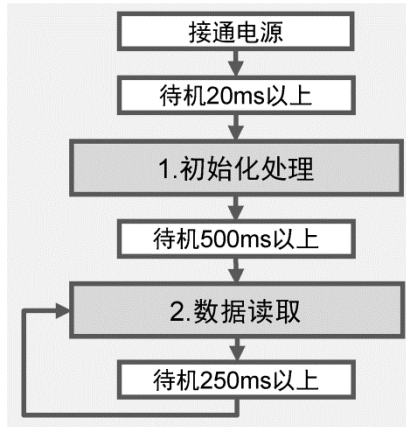 接通电源
待机20ms以上
1.初始化处理
待机500ms以上
2.数据读取
待机250ms以上